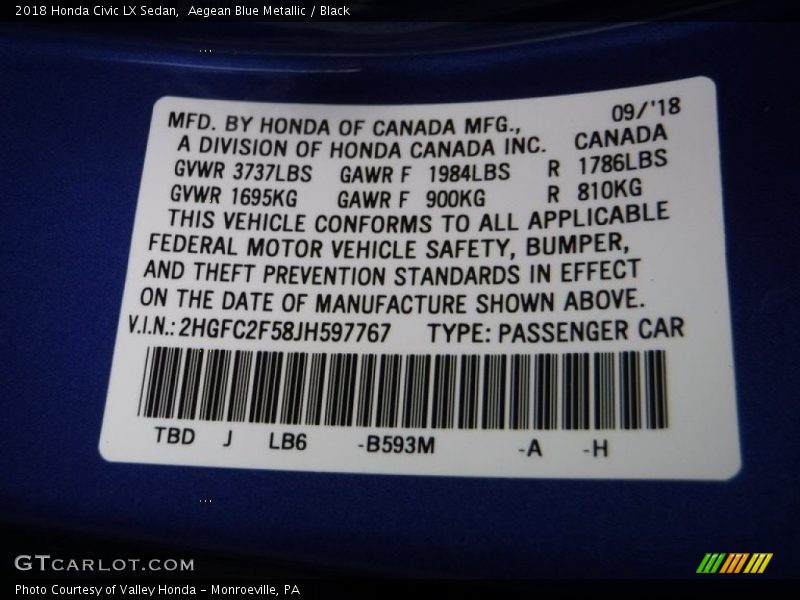 2018 Honda Civic LX Sedan,  Aegean Blue Metallic / Black
MFD. BY HONDA OF CANADA MFG., 09/'18
A DIVISION OF HONDA CANADA INC. CANADA
GVWR 3737LBS GAWR F 1984LBS R 1786LBS
GVWR 1695KG GAWR F 900KG R 810KG
THIS VEHICLE CONFORMS TO ALL APPLICABLE
FEDERAL MOTOR VEHICLE SAFETY, BUMPER,
AND THEFT PREVENTION STANDARDS IN EFFECT
ON THE DATE OF MANUFACTURE SHOWN ABOVE.
V.I.N.: 2HGFC2F58JH597767 TYPE: PASSENGER CAR
TBD J LB6 -B593M -A -H
GTCARLOT.COM
Photo Courtesy of Valley Honda - Monroeville, PA